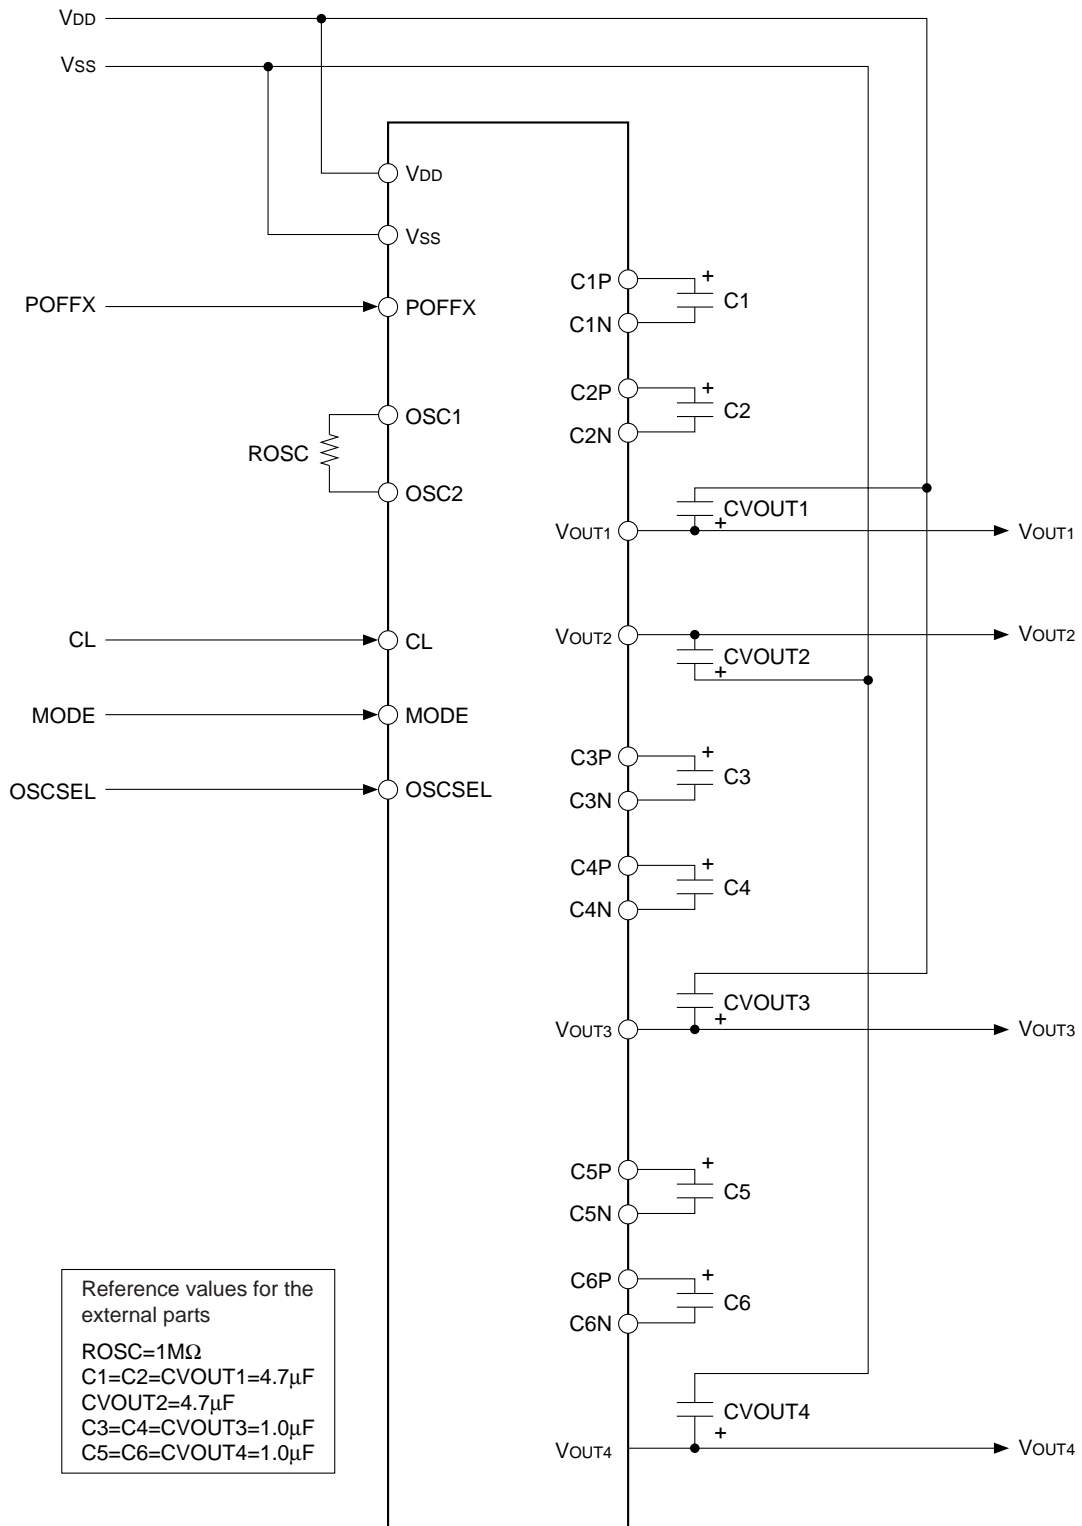 VDD
VSS
VDD
VSS
POFFX
POFFX
OSC1
ROSC
OSC2
CL
CL
MODE
MODE
OSCSEL
OSCSEL
C1P
+
C1
C1N
C2P
+
C2
C2N
CVOUT1
+
VOUT1
VOUT1
VOUT2
VOUT2
CVOUT2
+
C3P
+
C3
C3N
C4P
+
C4
C4N
CVOUT3
+
VOUT3
VOUT3
C5P
+
C5
C5N
C6P
+
C6
C6N
CVOUT4
+
VOUT4
VOUT4
Reference values for the
external parts
ROSC=1MΩ
C1=C2=CVOUT1=4.7µF
CVOUT2=4.7µF
C3=C4=CVOUT3=1.0µF
C5=C6=CVOUT4=1.0µF